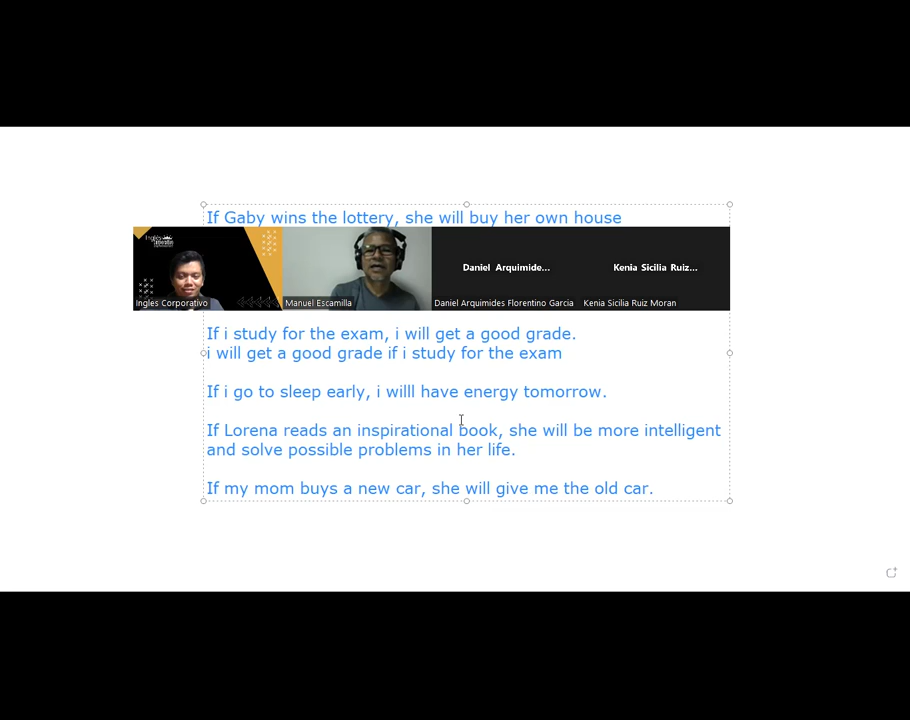 If Gaby wins the lottery, she will buy her own house
Daniel Arquimide...
Kenia Sicilia Ruiz...
Ingles Corporativo
Manuel Escamilla
Daniel Arquimides Florentino Garcia
Kenia Sicilia Ruiz Moran
If i study for the exam, i will get a good grade.
i will get a good grade if i study for the exam
If i go to sleep early, i willl have energy tomorrow.
If Lorena reads an inspirational book, she will be more intelligent
and solve possible problems in her life.
If my mom buys a new car, she will give me the old car.